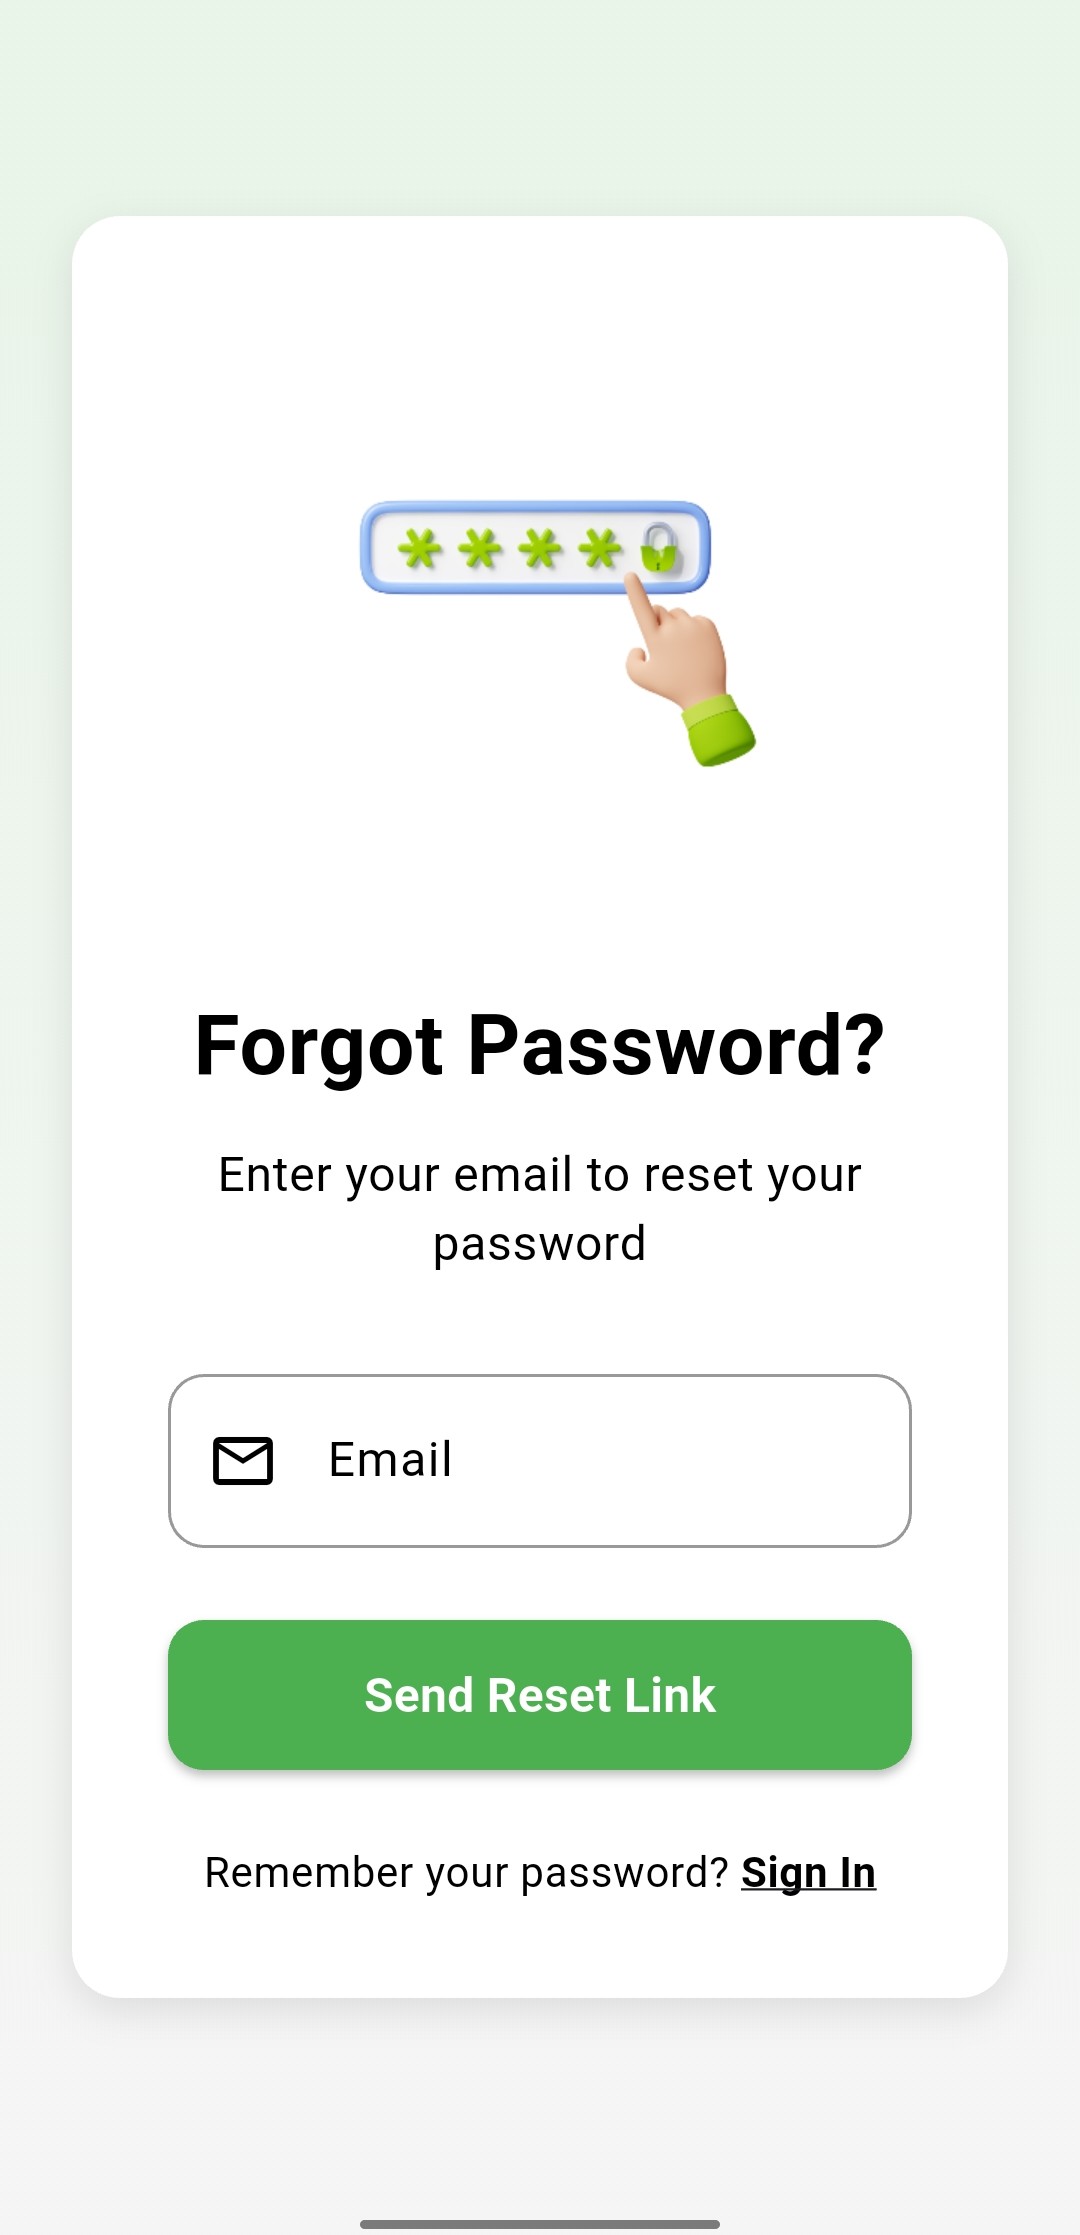 Forgot Password?
Enter your email to reset your
password
Email
Send Reset Link
Remember your password? Sign In